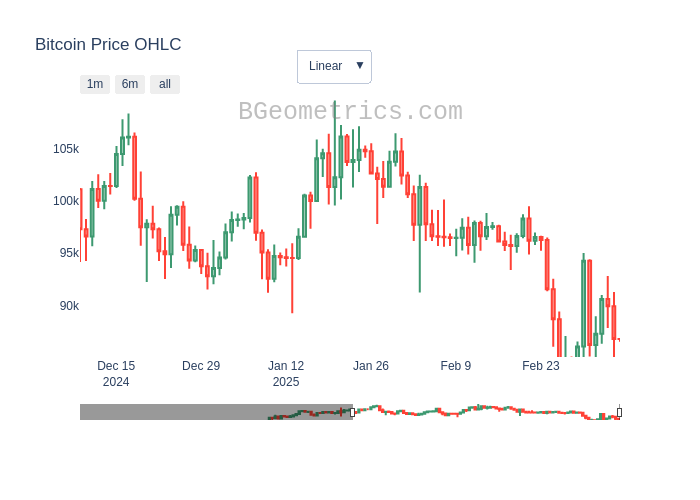 Bitcoin Price OHLC
Linear ▼
1m 6m all
BGeometrics.com
105k
100k
95k
90k
Dec 15 Dec 29 Jan 12 Jan 26 Feb 9 Feb 23
2024 2025